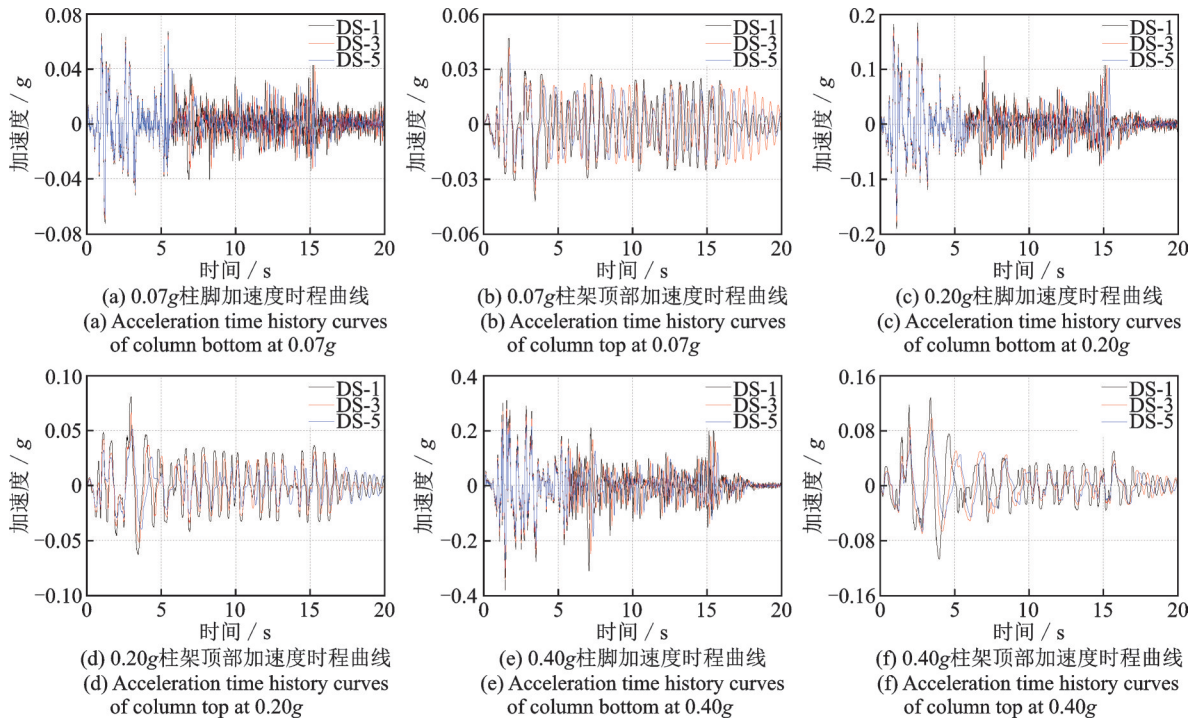 0.08
0.04
0
−0.04
−0.08
加速度 / g
DS-1
DS-3
DS-5
0 5 10 15 20
时间 / s
(a) 0.07g柱脚加速度时程曲线
(a) Acceleration time history curves
of column bottom at 0.07g
0.06
0.03
0
−0.03
−0.06
加速度 / g
DS-1
DS-3
DS-5
0 5 10 15 20
时间 / s
(b) 0.07g柱架顶部加速度时程曲线
(b) Acceleration time history curves
of column top at 0.07g
0.2
0.1
0
−0.1
−0.2
加速度 / g
DS-1
DS-3
DS-5
0 5 10 15 20
时间 / s
(c) 0.20g柱脚加速度时程曲线
(c) Acceleration time history
of column bottom at 0.20g
0.10
0.05
0
−0.05
−0.10
加速度 / g
DS-1
DS-3
DS-5
0 5 10 15 20
时间 / s
(d) 0.20g柱架顶部加速度时程曲线
(d) Acceleration time history curves
of column top at 0.20g
0.4
0.2
0
−0.2
−0.4
加速度 / g
DS-1
DS-3
DS-5
0 5 10 15 20
时间 / s
(e) 0.40g柱脚加速度时程曲线
(e) Acceleration time history curves
of column bottom at 0.40g
0.16
0.08
0
−0.08
−0.16
加速度 / g
DS-1
DS-3
DS-5
0 5 10 15 20
时间 / s
(f) 0.40g柱架顶部加速度时程曲线
(f) Acceleration time history curves
of column top at 0.40g